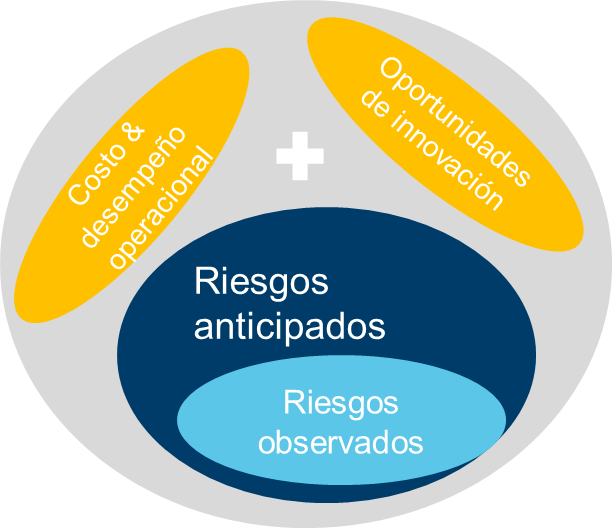 Costo &
desempeño
operacional
Oportunidades
de innovación
+
Riesgos
anticipados
Riesgos
observados